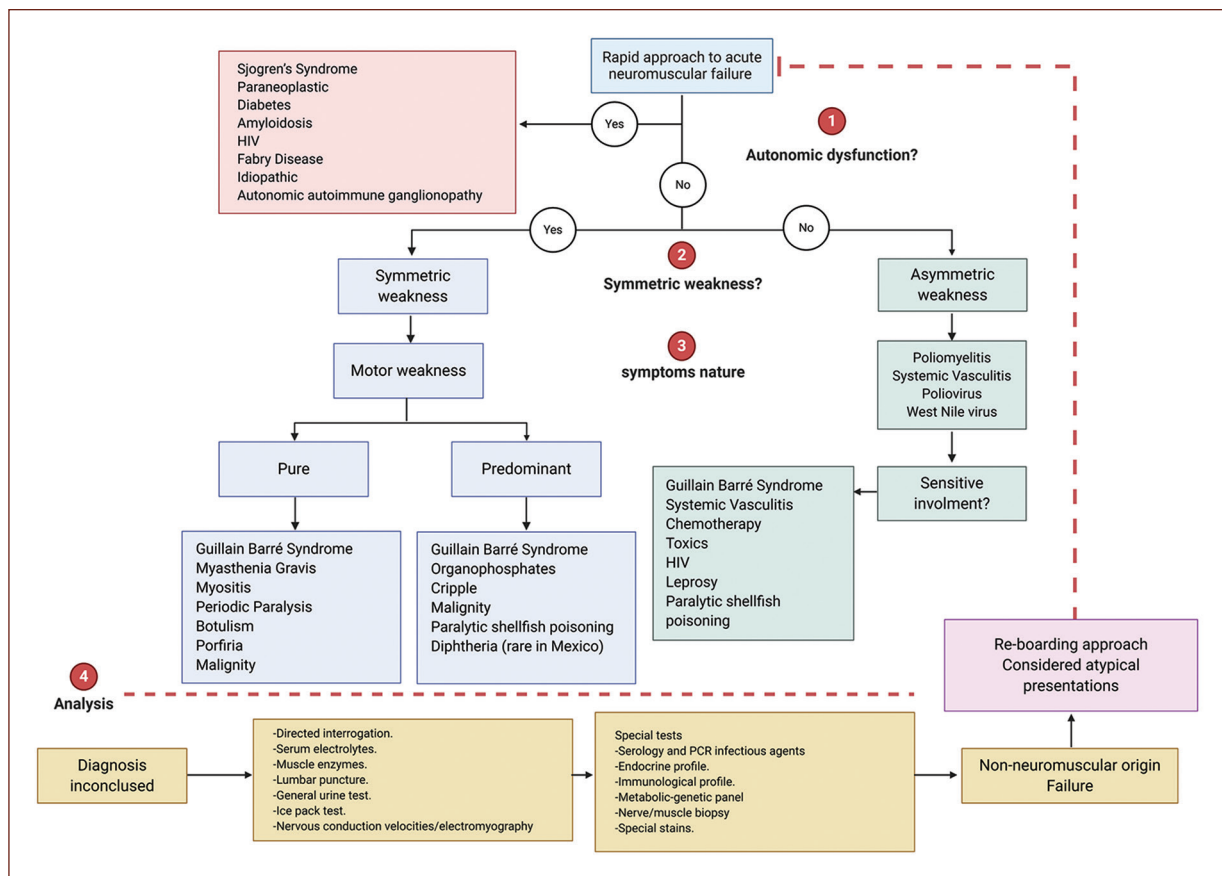 Rapid approach to acute
neuromuscular failure
Sjogren's Syndrome
Paraneoplastic
Diabetes
Amyloidosis
HIV
Fabry Disease
Idiopathic
Autonomic autoimmune ganglionopathy
Yes
1
Autonomic dysfunction?
No
Yes
No
2
Symmetric weakness?
Symmetric
weakness
Asymmetric
weakness
3
symptoms nature
Motor weakness
Poliomyelitis
Systemic Vasculitis
Poliovirus
West Nile virus
Pure
Predominant
Sensitive
involment?
Guillain Barré Syndrome
Myasthenia Gravis
Myositis
Periodic Paralysis
Botulism
Porfiria
Malignity
Guillain Barré Syndrome
Organophosphates
Cripple
Malignity
Paralytic shellfish poisoning
Diphtheria (rare in Mexico)
Guillain Barré Syndrome
Systemic Vasculitis
Chemotherapy
Toxics
HIV
Leprosy
Paralytic shellfish
poisoning
Re-boarding approach
Considered atypical
presentations
4
Analysis
Diagnosis
inconclused
-Directed interrogation.
-Serum electrolytes.
-Muscle enzymes.
-Lumbar puncture.
-General urine test.
-Ice pack test.
-Nervous conduction velocities/electromyography
Special tests
-Serology and PCR infectious agents
-Endocrine profile.
-Immunological profile.
-Metabolic-genetic panel
-Nerve/muscle biopsy
-Special stains.
Non-neuromuscular origin
Failure